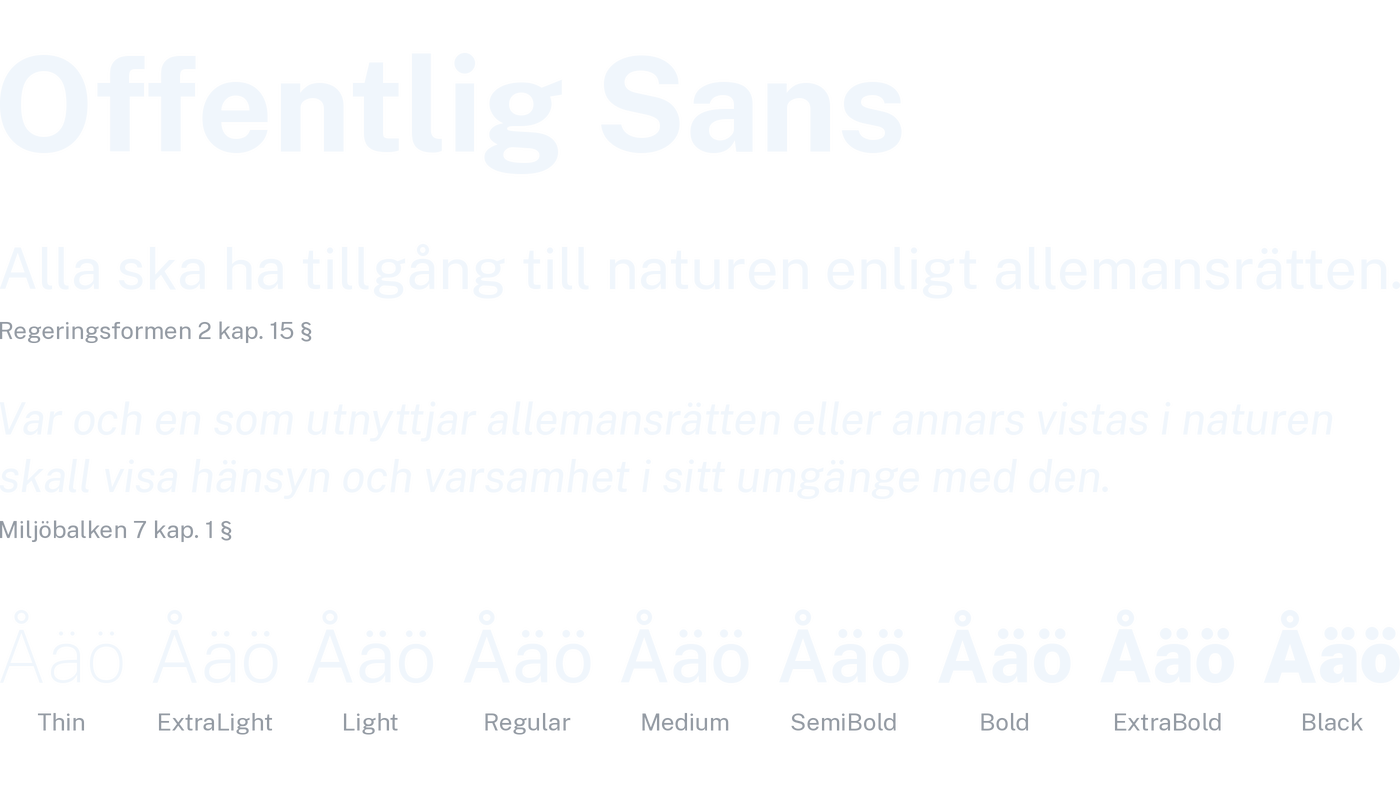 Offentlig Sans
Alla ska ha tillgång till naturen enligt allemansrätten.
Regeringsformen 2 kap. 15 §
Var och en som utnyttjar allemansrätten eller annars vistas i naturen
skall visa hänsyn och varsamhet i sitt umgänge med den.
Miljöbalken 7 kap. 1 §
Åäö Åäö Åäö Åäö Åäö Åäö Åäö Åäö Åäö
Thin ExtraLight Light Regular Medium SemiBold Bold ExtraBold Black